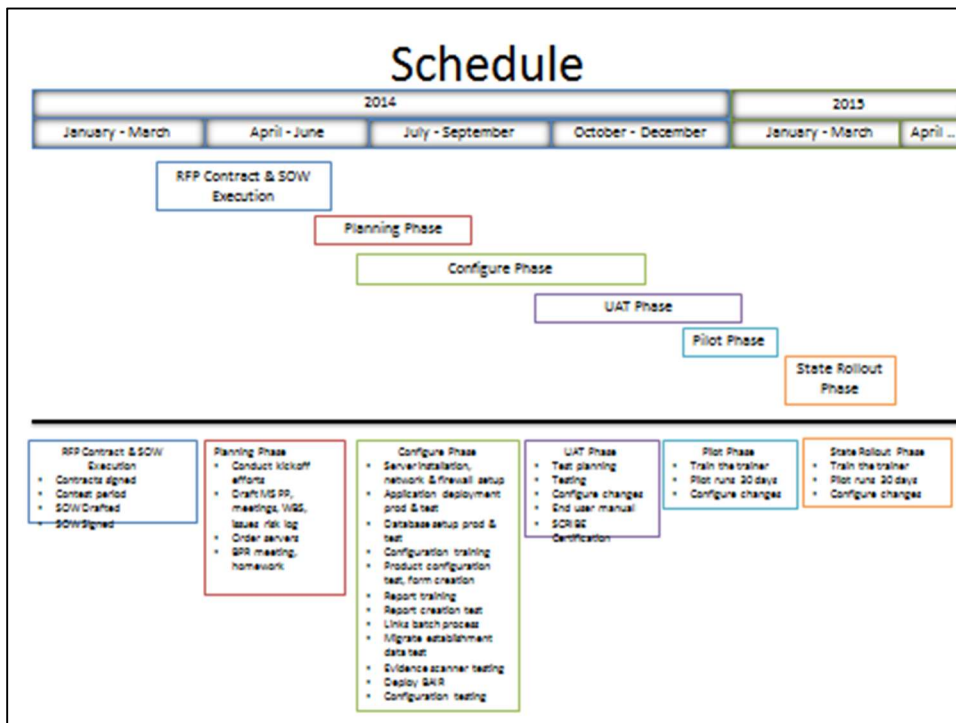 Schedule
2014
2015
January - March
April - June
July - September
October - December
January - March
April ...
RFP Contract & SOW
Execution
Planning Phase
Configure Phase
UAT Phase
Pilot Phase
State Rollout
Phase
RFP Contract & SOW
Execution
• Contracts signed
• Contest period
• SOW Drafted
• SOW Signed
Planning Phase
• Conduct kickoff
efforts
• Draft MS PP,
meetings, WBS,
issues risk log
• Order servers
• BPR meeting,
homework
Configure Phase
• Server installation,
network & firewall setup
• Application deployment
prod & test
• Database setup prod &
test
• Configuration training
• Product configuration
test, form creation
• Report training
• Report creation test
• Links batch process
• Migrate establishment
data test
• Evidence scanner testing
• Deploy BAIR
• Configuration testing
UAT Phase
• Test planning
• Testing
• Configure changes
• End user manual
• SCRIBE
Certification
Pilot Phase
• Train the trainer
• Pilot runs 30 days
• Configure changes
State Rollout Phase
• Train the trainer
• Pilot runs 30 days
• Configure changes